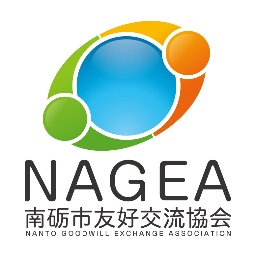 NAGEA
南砺市友好交流協会
NANTO GOODWILL EXCHANGE ASSOCIATION